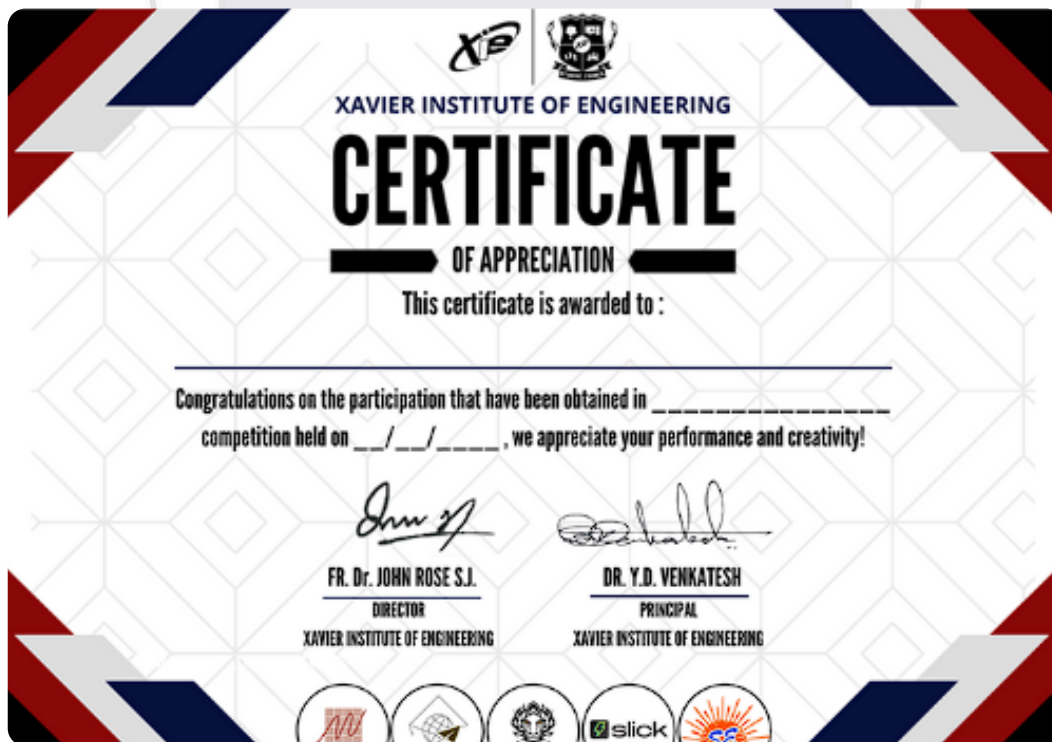 Xie
XAVIER INSTITUTE OF ENGINEERING
CERTIFICATE
OF APPRECIATION
This certificate is awarded to :
Congratulations on the participation that have been obtained in _______________
competition held on __/__/____ , we appreciate your performance and creativity!
FR. Dr. JOHN ROSE S.J.
DR. Y.D. VENKATESH
DIRECTOR
PRINCIPAL
XAVIER INSTITUTE OF ENGINEERING
XAVIER INSTITUTE OF ENGINEERING
slick